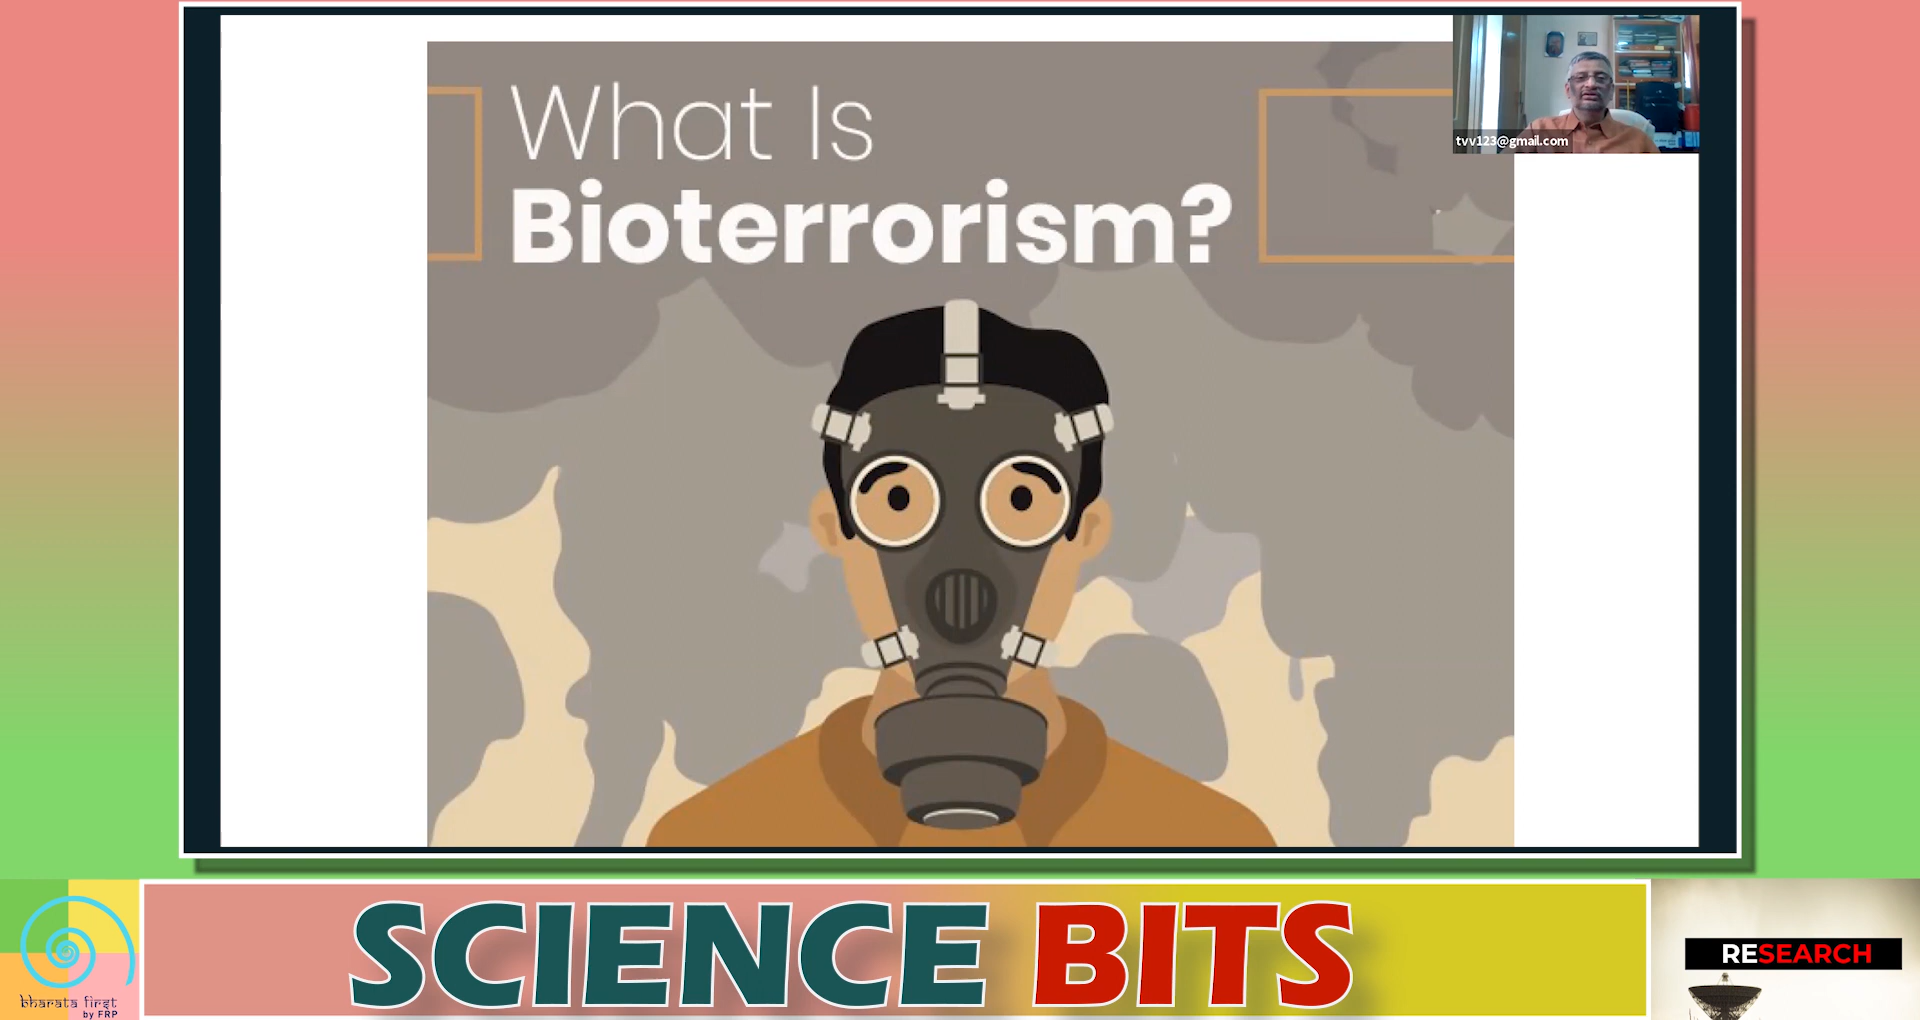 What Is
Bioterrorism?
tvv123@gmail.com
SCIENCE BITS
bharata first
by FRP
RESEARCH